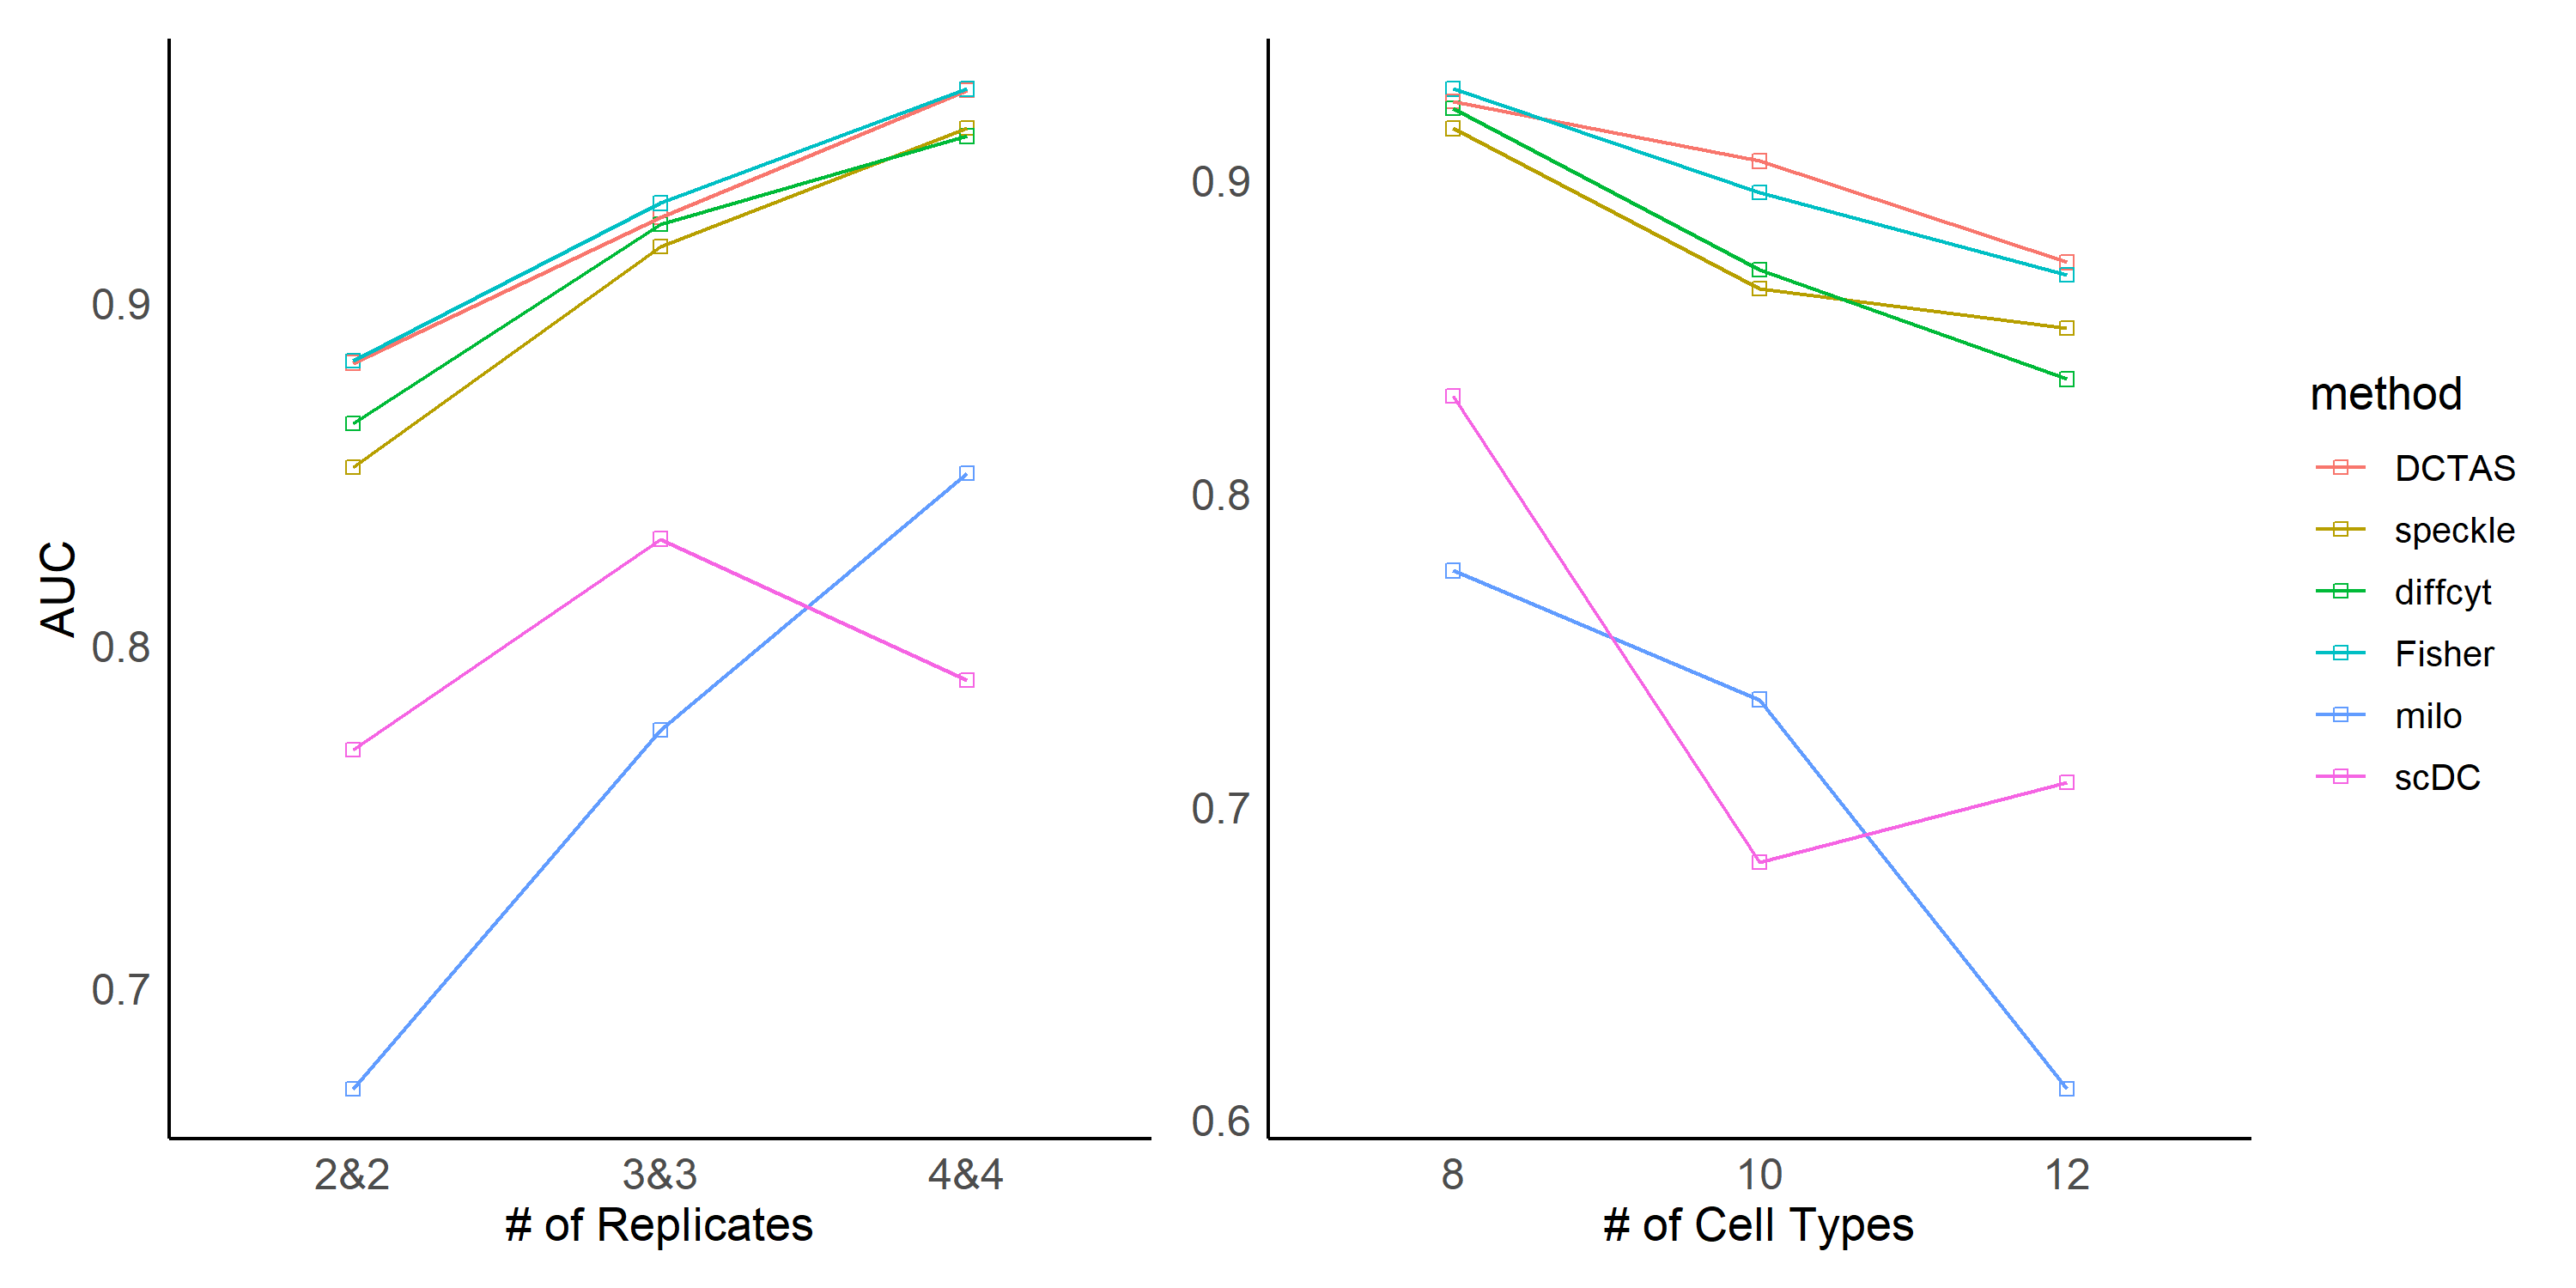 AUC
0.9
0.8
0.7
2&2 3&3 4&4
# of Replicates
0.9
0.8
0.7
0.6
8 10 12
# of Cell Types
method
DCTAS
speckle
diffcyt
Fisher
milo
scDC